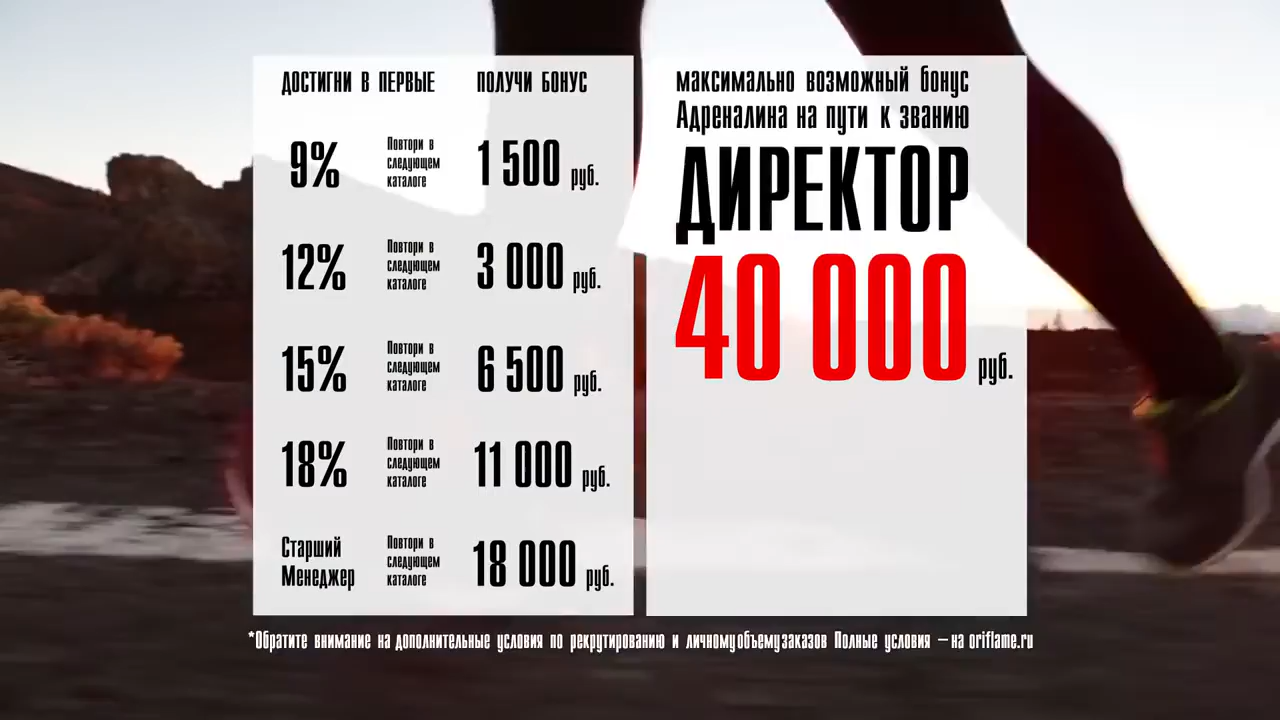 ДОСТИГНИ В ПЕРВЫЕ ПОЛУЧИ БОНУС
9% Повтори в следующем каталоге 1 500 руб.
12% Повтори в следующем каталоге 3 000 руб.
15% Повтори в следующем каталоге 6 500 руб.
18% Повтори в следующем каталоге 11 000 руб.
Старший Менеджер Повтори в следующем каталоге 18 000 руб.
максимально возможный бонус
Адреналина на пути к званию
ДИРЕКТОР
40 000 руб.
*Обратите внимание на дополнительные условия по рекрутированию и личному объему заказов Полные условия – на oriflame.ru